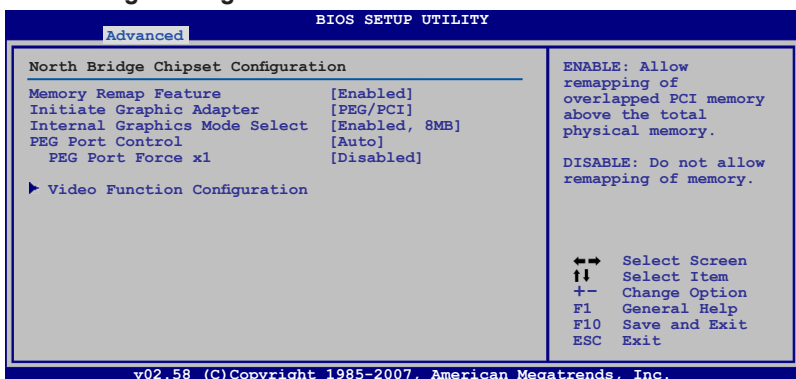 BIOS SETUP UTILITY
Advanced
North Bridge Chipset Configuration
Memory Remap Feature [Enabled]
Initiate Graphic Adapter [PEG/PCI]
Internal Graphics Mode Select [Enabled, 8MB]
PEG Port Control [Auto]
PEG Port Force x1 [Disabled]
Video Function Configuration
ENABLE: Allow
remapping of
overlapped PCI memory
above the total
physical memory.
DISABLE: Do not allow
remapping of memory.
Select Screen
Select Item
+- Change Option
F1 General Help
F10 Save and Exit
ESC Exit
v02.58 (C)Copyright 1985-2007, American Megatrends, Inc.